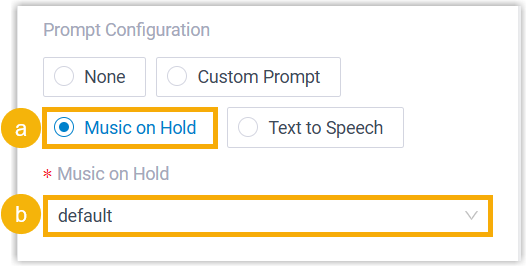 Prompt Configuration
None Custom Prompt
a Music on Hold Text to Speech
* Music on Hold
b default